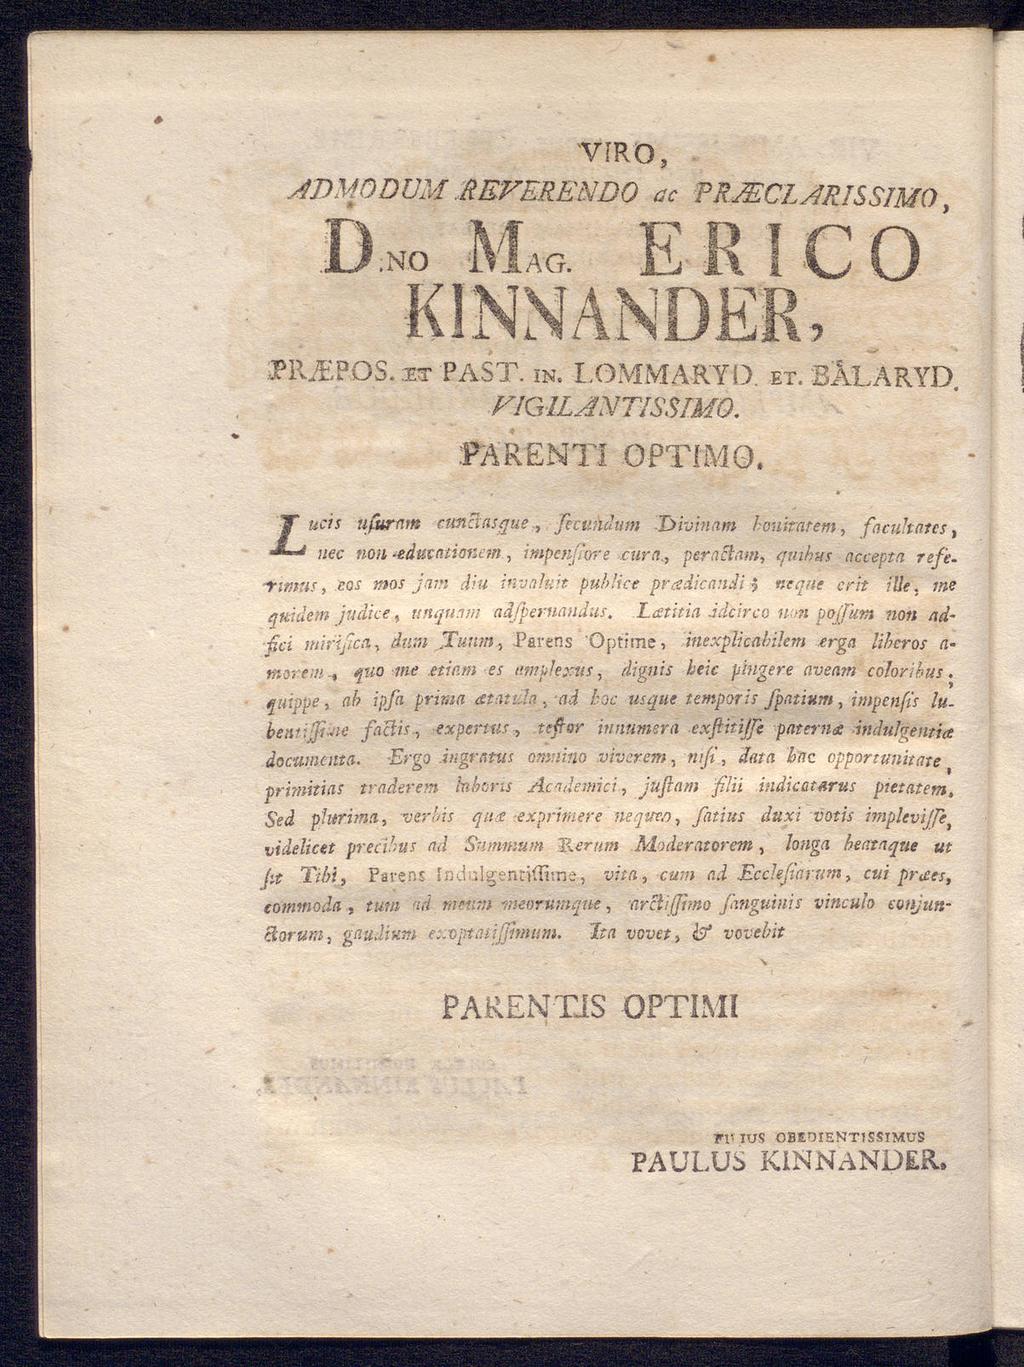 VIRO,
ADMODUM REVERENDO ac PRÆCLARISSIMO,
D:NO MAG. ERICO
KINNANDER,
PRÆPOS. ET PAST. IN. LOMMARYD. ET. BÅLARYD.
VIGILANTISSIMO.
PARENTI OPTIMO.
Lucis uſuram cunctasque, ſecundum Divinam bonitatem, facultates,
nec non educationem, impenſiore cura, peractam, quibus accepta refe-
rimus, eos mos jam diu invaluit publice prædicandi; neque erit ille, me
quidem judice, unquam adſpernandus. Lætitia idcirco non poſſum non ad-
fici mirifica, dum Tuum, Parens Optime, inexplicabilem erga liberos a-
morem, quo me etiam es amplexus, dignis heic pingere aveam coloribus;
quippe, ab ipſa prima ætatula, ad hoc usque temporis ſpatium, impenſis lu-
bentiſſime factis, expertus, teſtor innumera exſtitiſſe paternæ indulgentiæ
documenta. Ergo ingratus omnino viverem, niſi, data hac opportunitate,
primitias traderem laboris Academici, juſtam filii indicaturus pietatem.
Sed plurima, verbis quæ exprimere nequeo, ſatius duxi votis impleviſſe,
videlicet precibus ad Summum Rerum Moderatorem, longa beataque ut
ſit Tibi, Parens Indulgentiſſime, vita, cum ad Eccleſiarum, cui præes,
commoda, tum ad meum meorumque, arctiſſimo ſanguinis vinculo conjun-
ctorum, gaudium exoptatiſſimum. Ita vovet, & vovebit
PARENTIS OPTIMI
FILIUS OBEDIENTISSIMUS
PAULUS KINNANDER.